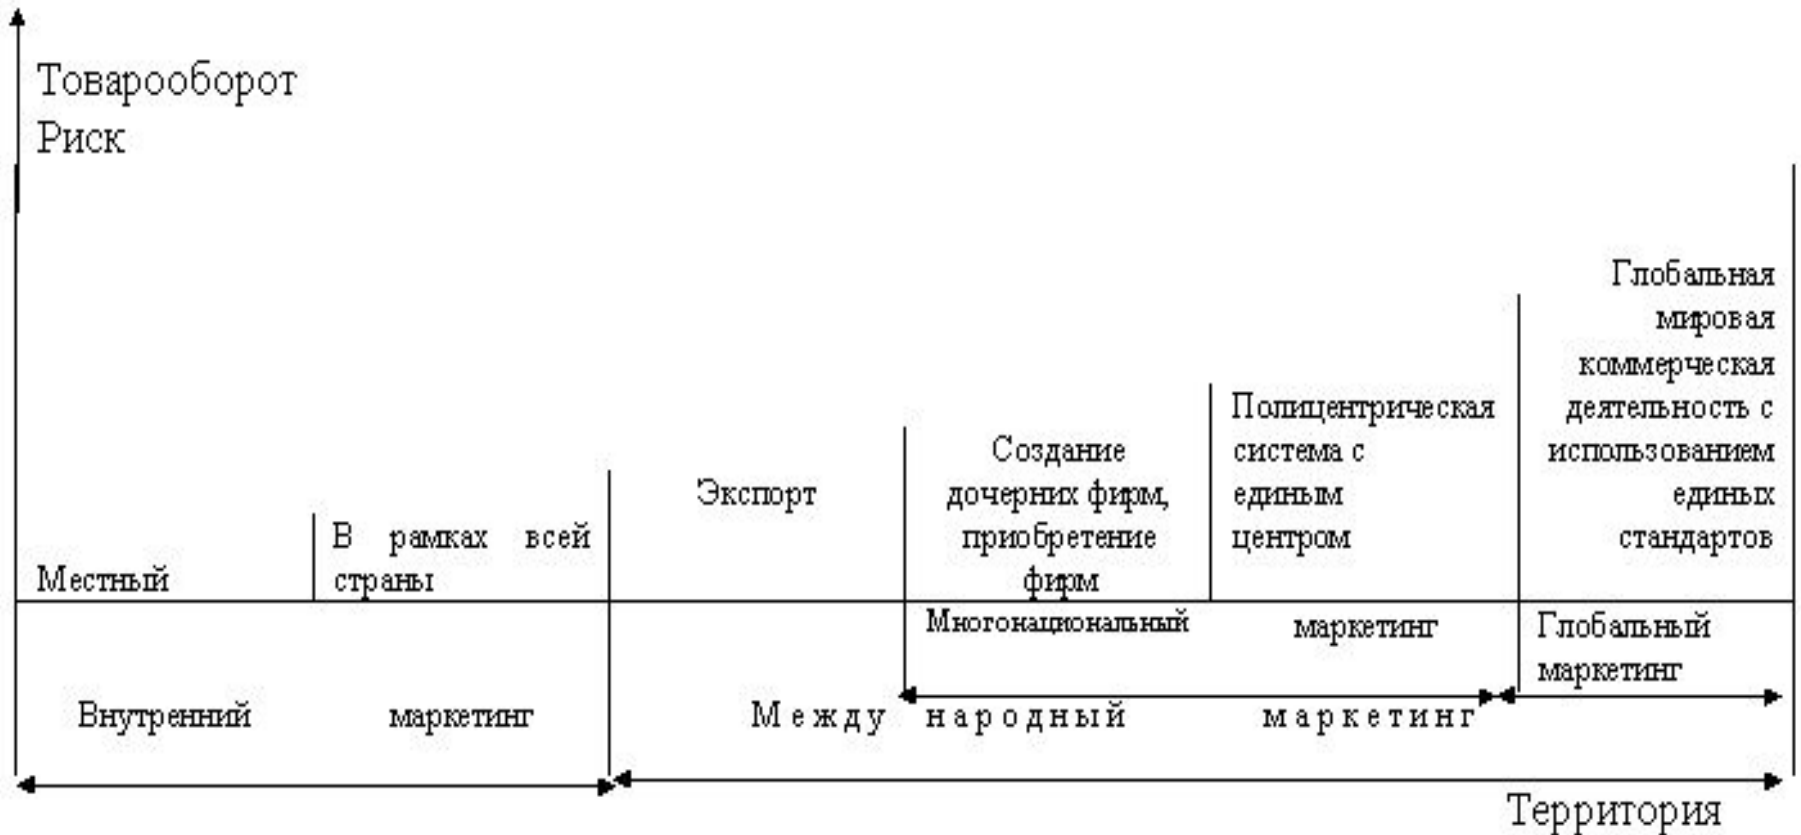 Товарооборот
Риск
Местный
В рамках всей
страны
Экспорт
Создание
дочерних фирм,
приобретение
фирм
Полицентрическая
система с
единым
центром
Глобальная
мировая
коммерческая
деятельность с
использованием
единых
стандартов
Многонациональный маркетинг
Глобальный
маркетинг
Внутренний маркетинг
Между народный маркетинг
Территория